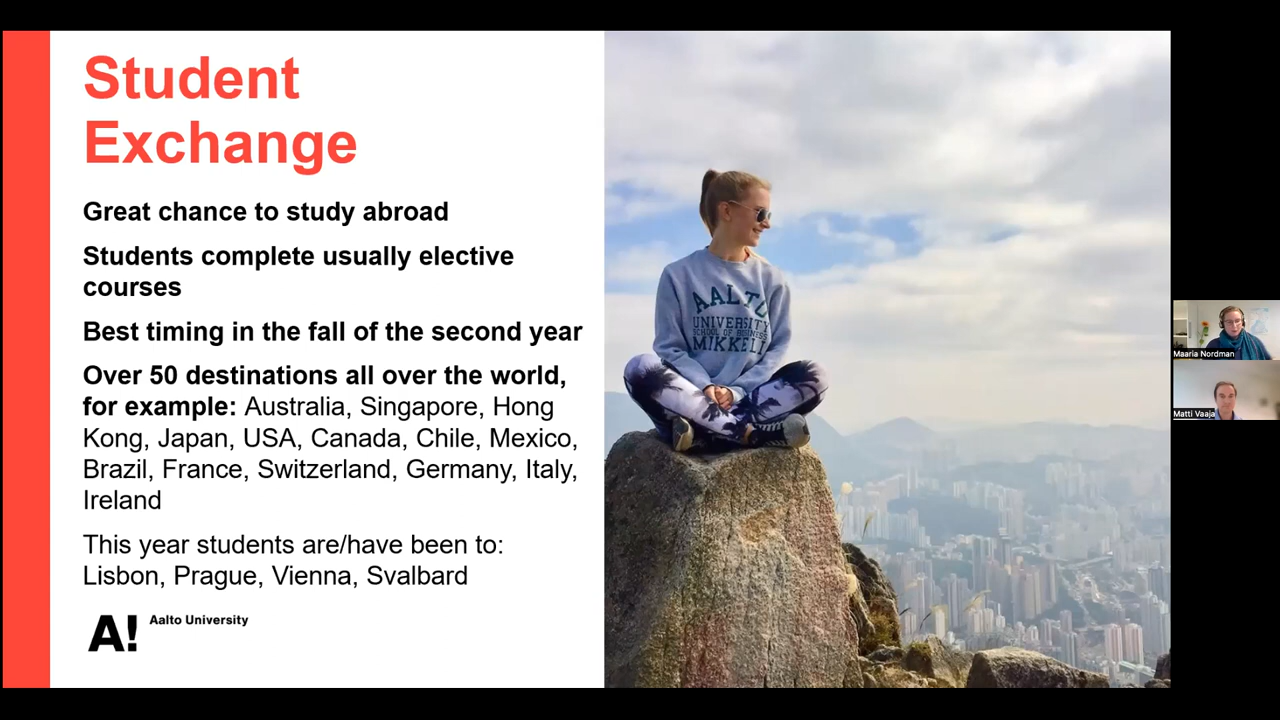 Student
Exchange
Great chance to study abroad
Students complete usually elective
courses
Best timing in the fall of the second year
Over 50 destinations all over the world,
for example: Australia, Singapore, Hong
Kong, Japan, USA, Canada, Chile, Mexico,
Brazil, France, Switzerland, Germany, Italy,
Ireland
This year students are/have been to:
Lisbon, Prague, Vienna, Svalbard
A! Aalto University
AALTO
UNIVERSITY
SCHOOL OF BUSINESS
MIKKELI
Maaria Nordman
Matti Vaaja